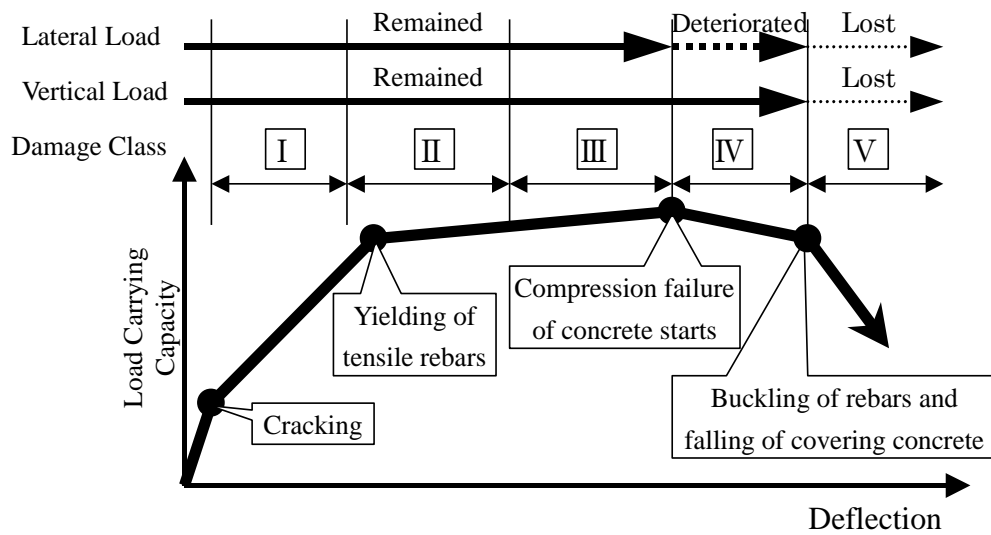 Lateral Load
Remained
Deteriorated
Lost
Vertical Load
Remained
Lost
Damage Class
Ⅰ
Ⅱ
Ⅲ
Ⅳ
Ⅴ
Load Carrying
Capacity
Cracking
Yielding of
tensile rebars
Compression failure
of concrete starts
Buckling of rebars and
falling of covering concrete
Deflection